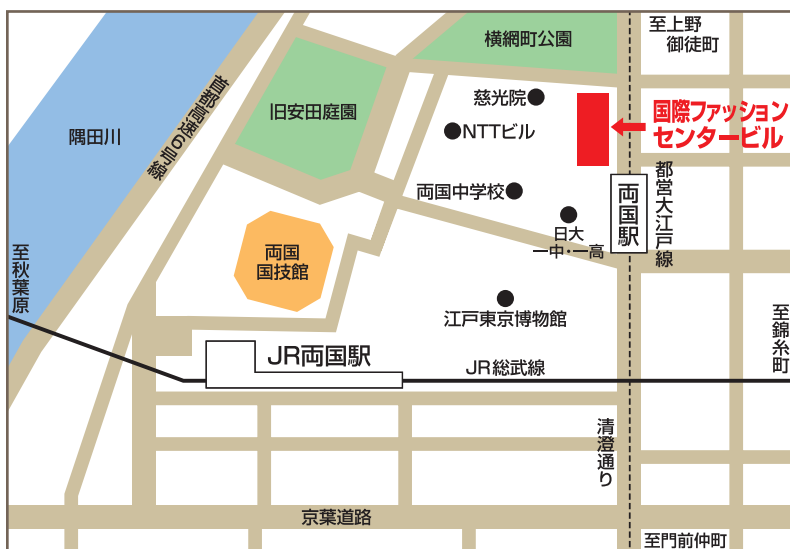 横網町公園
至上野
御徒町
慈光院
旧安田庭園
国際ファッション
センタービル
NTTビル
隅田川
首都高速6号線
両国中学校
両国駅
都営大江戸線
日大
一中・一高
両国
国技館
至秋葉原
江戸東京博物館
至錦糸町
JR両国駅
JR総武線
清澄通り
京葉道路
至門前仲町